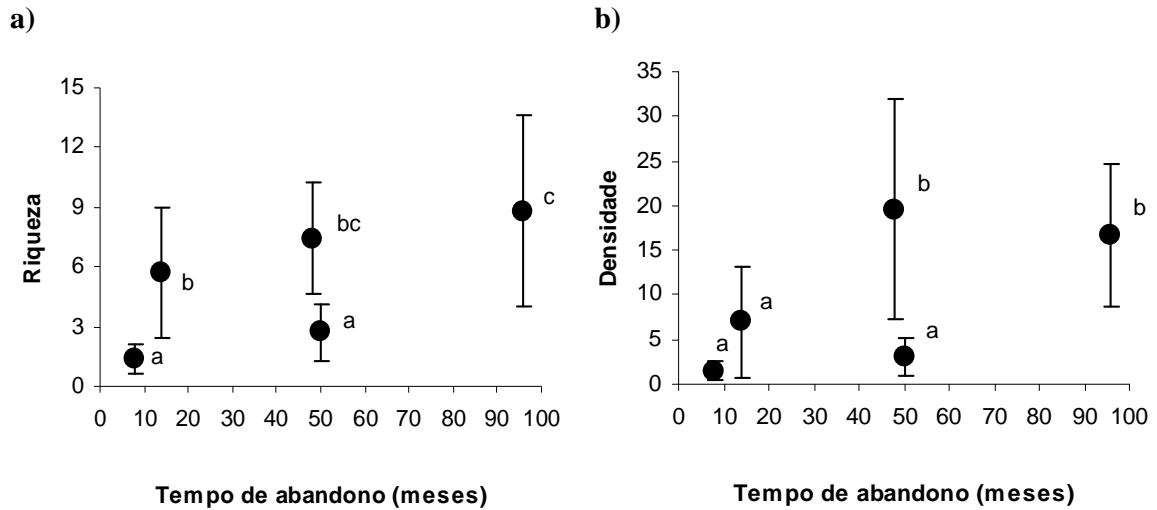 a)
15
12
9
6
3
0
Riqueza
a
b
bc
a
c
0 10 20 30 40 50 60 70 80 90 100
Tempo de abandono (meses)
b)
35
30
25
20
15
10
5
0
Densidade
a
a
b
a
b
0 10 20 30 40 50 60 70 80 90 100
Tempo de abandono (meses)